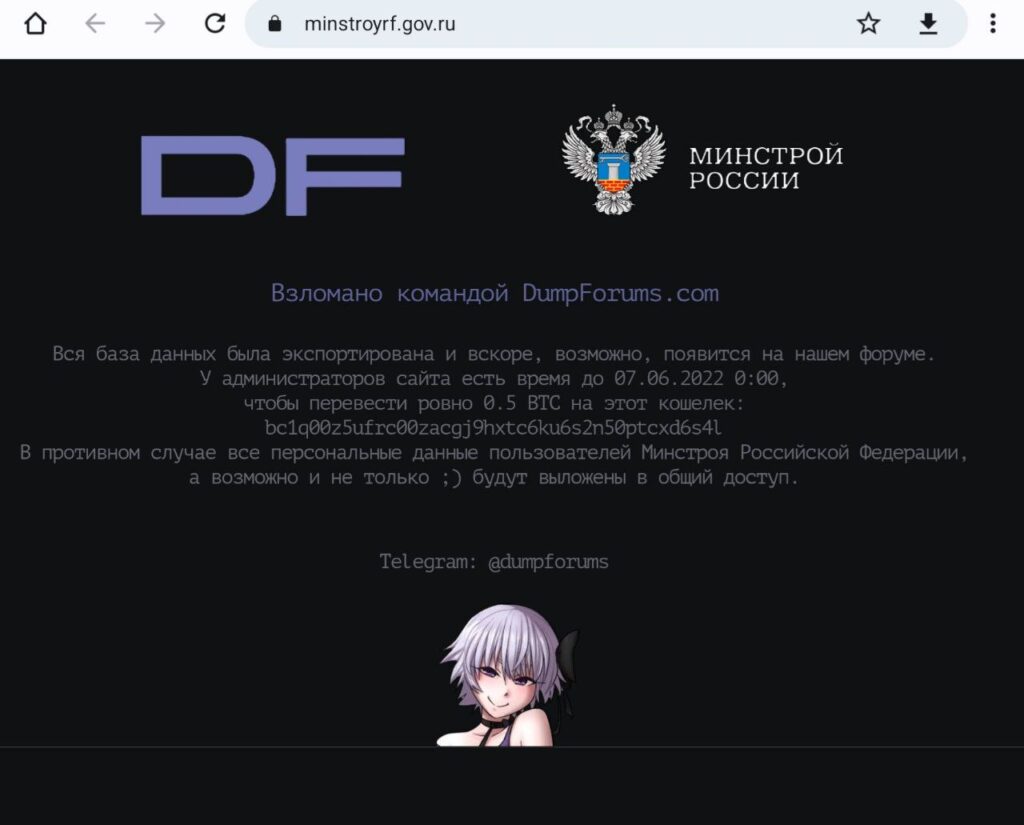 minstroyrf.gov.ru
DF
МИНСТРОЙ
РОССИИ
Взломано командой DumpForums.com
Вся база данных была экспортирована и вскоре, возможно, появится на нашем форуме.
У администраторов сайта есть время до 07.06.2022 0:00,
чтобы перевести ровно 0.5 BTC на этот кошелек:
bc1q00z5ufrc00zacgj9hxtc6ku6s2n50ptcxd6s4l
В противном случае все персональные данные пользователей Минстроя Российской Федерации,
а возможно и не только ;) будут выложены в общий доступ.
Telegram: @dumpforums